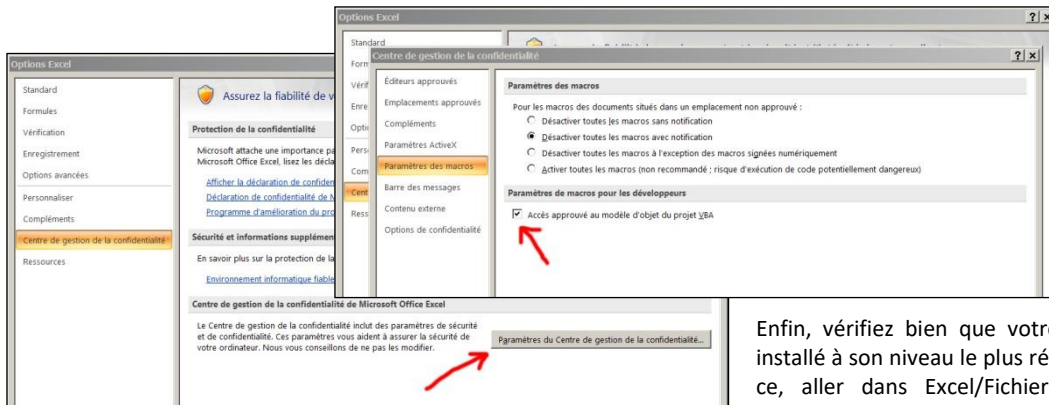 Options Excel
Standard
Formules
Vérification
Enregistrement
Options avancées
Personnaliser
Compléments
Centre de gestion de la confidentialité
Ressources
Assurez la fiabilité de v
Protection de la confidentialité
Microsoft attache une importance pa
Microsoft Office Excel, lisez les décla
Afficher la déclaration de confiden
Déclaration de confidentialité de M
Programme d'amélioration du pro
Sécurité et informations supplémen
En savoir plus sur la protection de la
Environnement informatique fiable
Centre de gestion de la confidentialité de Microsoft Office Excel
Le Centre de gestion de la confidentialité inclut des paramètres de sécurité
et de confidentialité. Ces paramètres vous aident à assurer la sécurité de
votre ordinateur. Nous vous conseillons de ne pas les modifier.
Paramètres du Centre de gestion de la confidentialité...
Options Excel
Standard
Form
Vérif
Enre
Optio
Pers
Com
Cent
Ress
Centre de gestion de la confidentialité
Éditeurs approuvés
Emplacements approuvés
Compléments
Paramètres ActiveX
Paramètres des macros
Barre des messages
Contenu externe
Options de confidentialité
Paramètres des macros
Pour les macros des documents situés dans un emplacement non approuvé :
Désactiver toutes les macros sans notification
Désactiver toutes les macros avec notification
Désactiver toutes les macros à l'exception des macros signées numériquement
Activer toutes les macros (non recommandé ; risque d'exécution de code potentiellement dangereux)
Paramètres de macros pour les développeurs
Accès approuvé au modèle d'objet du projet VBA
Enfin, vérifiez bien que votre
installé à son niveau le plus ré
ce, aller dans Excel/Fichier